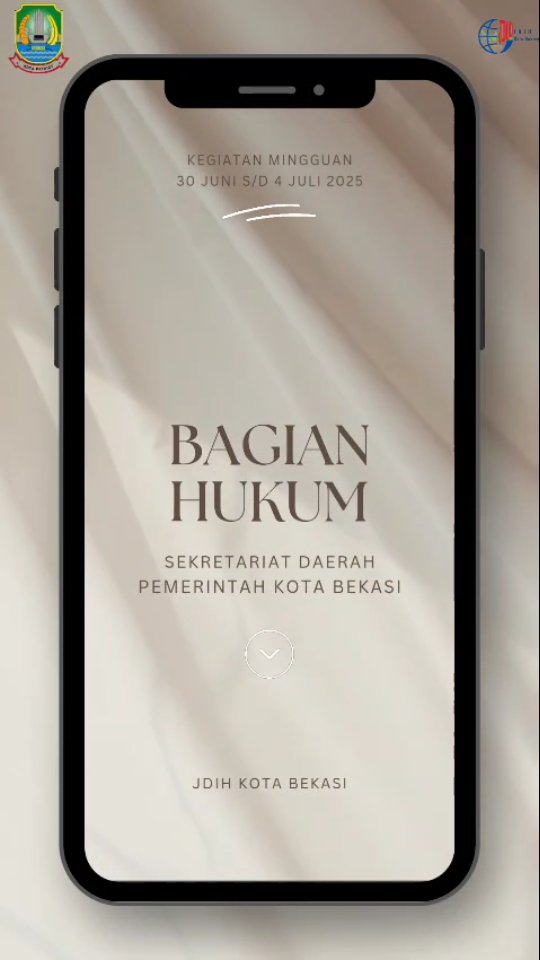 KEGIATAN MINGGUAN
30 JUNI S/D 4 JULI 2025
BAGIAN
HUKUM
SEKRETARIAT DAERAH
PEMERINTAH KOTA BEKASI
JDIH KOTA BEKASI